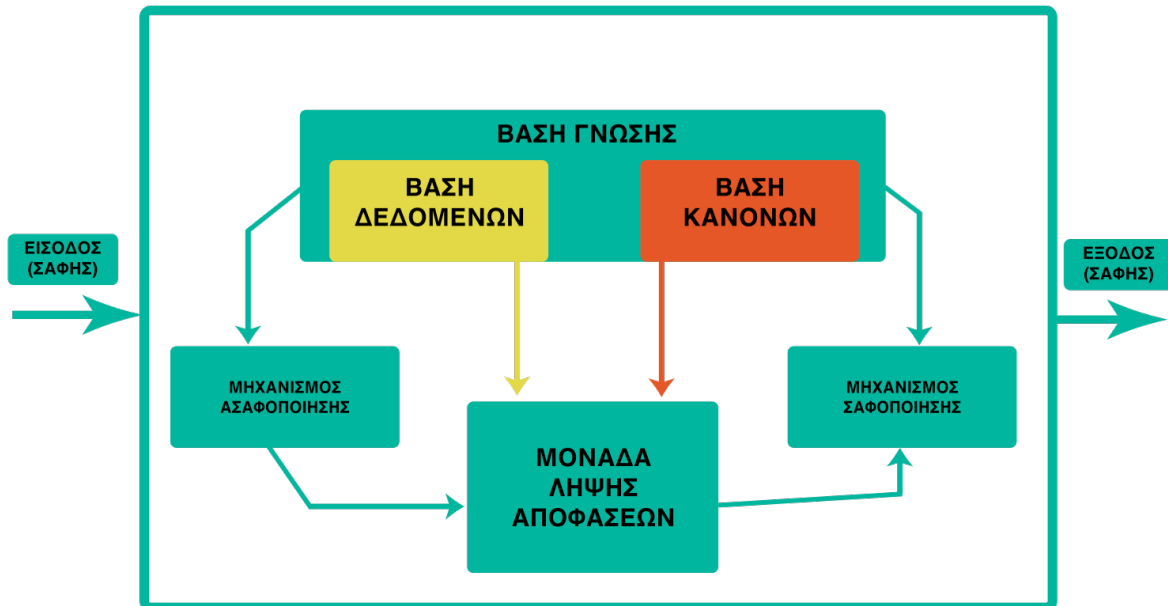 ΒΑΣΗ ΓΝΩΣΗΣ
ΒΑΣΗ
ΔΕΔΟΜΕΝΩΝ
ΒΑΣΗ
ΚΑΝΟΝΩΝ
ΕΙΣΟΔΟΣ
(ΣΑΦΗΣ)
ΕΞΟΔΟΣ
(ΣΑΦΗΣ)
ΜΗΧΑΝΙΣΜΟΣ
ΑΣΑΦΟΠΟΙΗΣΗΣ
ΜΗΧΑΝΙΣΜΟΣ
ΣΑΦΟΠΟΙΗΣΗΣ
ΜΟΝΑΔΑ
ΛΗΨΗΣ
ΑΠΟΦΑΣΕΩΝ